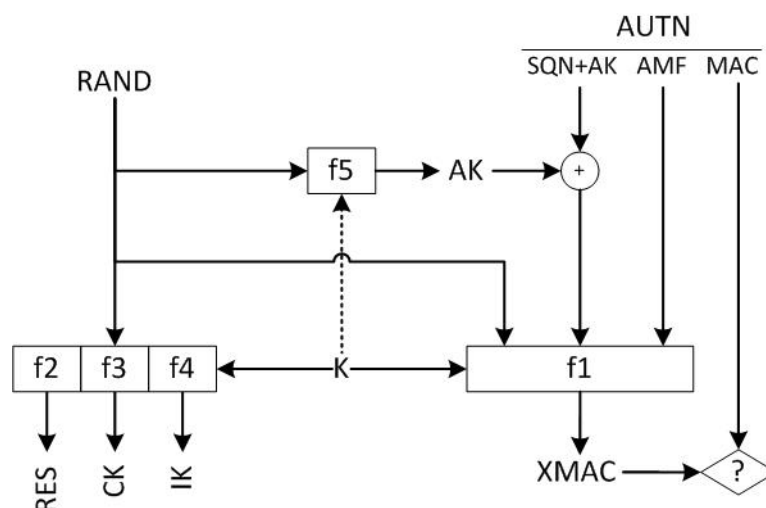 AUTN
SQN+AK AMF MAC
RAND
f5 AK +
f2 f3 f4 K f1
RES CK IK XMAC ?